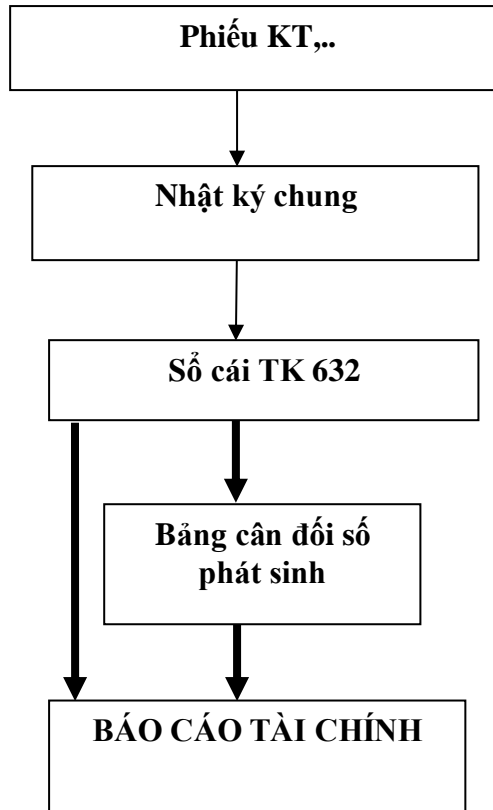 Phiếu KT,..
Nhật ký chung
Sổ cái TK 632
Bảng cân đối số
phát sinh
BÁO CÁO TÀI CHÍNH